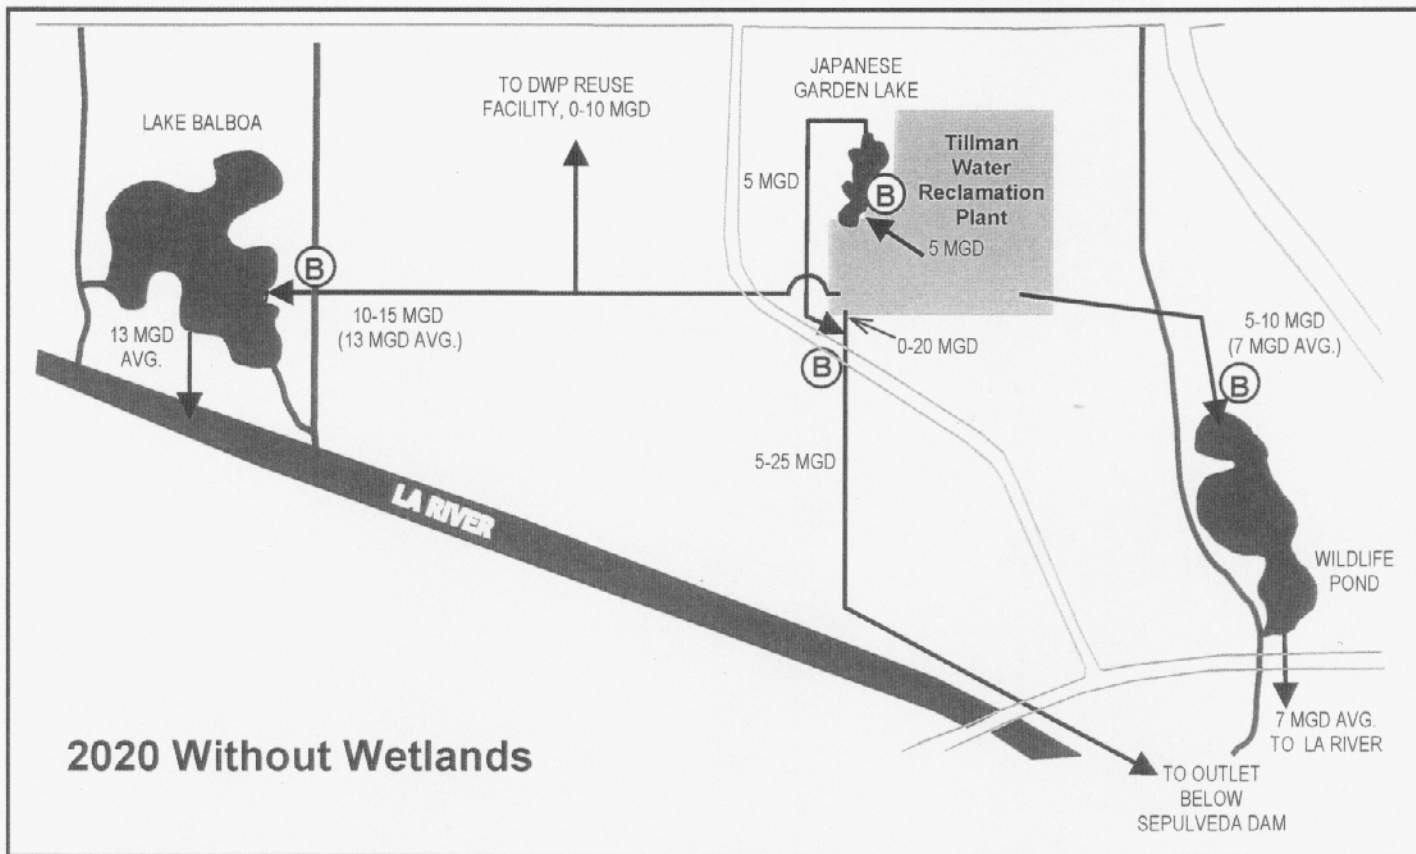 LAKE BALBOA
TO DWP REUSE
FACILITY, 0-10 MGD
JAPANESE
GARDEN LAKE
Tillman
Water
Reclamation
Plant
5 MGD
B
5 MGD
B
10-15 MGD
(13 MGD AVG.)
13 MGD
AVG.
0-20 MGD
B
5-10 MGD
(7 MGD AVG.)
B
5-25 MGD
LA RIVER
WILDLIFE
POND
7 MGD AVG.
TO LA RIVER
2020 Without Wetlands
TO OUTLET
BELOW
SEPULVEDA DAM